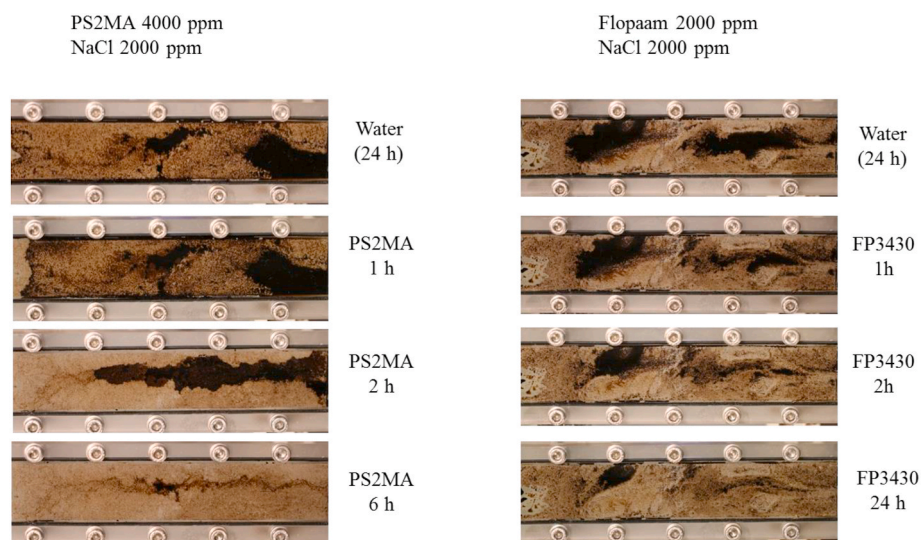 PS2MA 4000 ppm
NaCl 2000 ppm
Water
(24 h)
PS2MA
1 h
PS2MA
2 h
PS2MA
6 h
Flopaam 2000 ppm
NaCl 2000 ppm
Water
(24 h)
FP3430
1h
FP3430
2h
FP3430
24 h